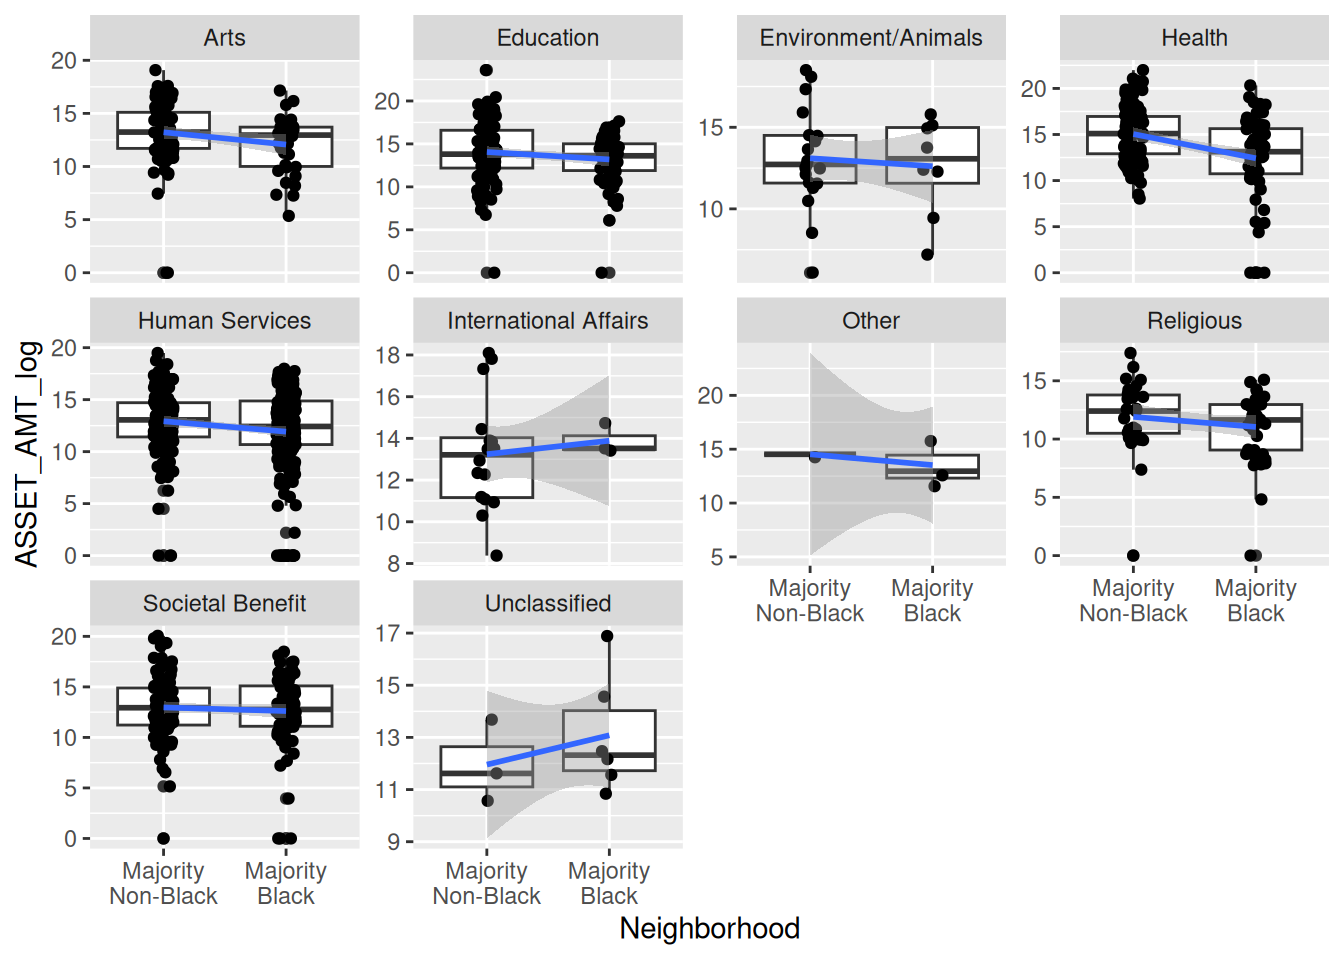 Arts
Education
Environment/Animals
Health
20
15
10
5
0
20
15
10
5
0
15
10
20
15
10
5
0
Human Services
International Affairs
Other
Religious
20
15
10
5
0
18
16
14
12
10
8
20
15
10
5
15
10
5
0
Majority
Non-Black
Majority
Black
Majority
Non-Black
Majority
Black
Societal Benefit
Unclassified
20
15
10
5
0
17
15
13
11
9
Majority
Non-Black
Majority
Black
Majority
Non-Black
Majority
Black
ASSET_AMT_log
Neighborhood